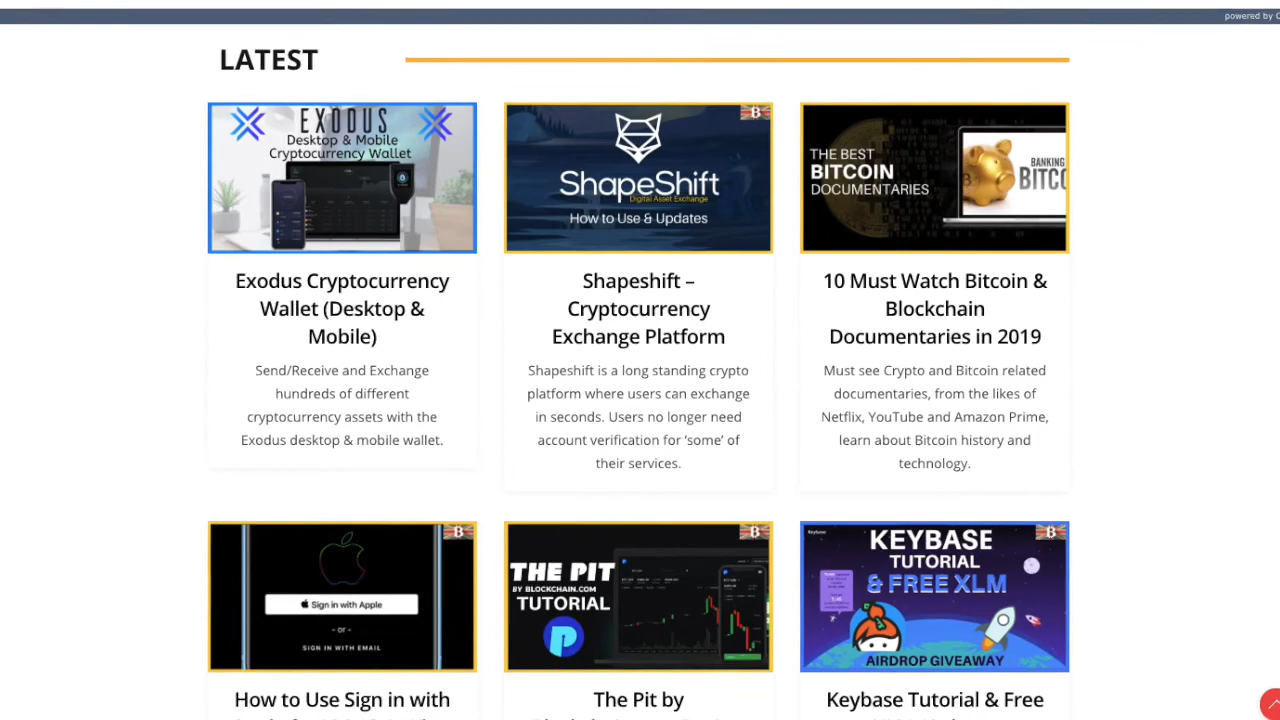 powered by
LATEST
EXODUS
Desktop & Mobile
Cryptocurrency Wallet
ShapeShift
Digital Asset Exchange
How to Use & Updates
THE BEST
BITCOIN
DOCUMENTARIES
BANKING
Exodus Cryptocurrency
Wallet (Desktop &
Mobile)
Send/Receive and Exchange
hundreds of different
cryptocurrency assets with the
Exodus desktop & mobile wallet.
Shapeshift –
Cryptocurrency
Exchange Platform
Shapeshift is a long standing crypto
platform where users can exchange
in seconds. Users no longer need
account verification for ‘some’ of
their services.
10 Must Watch Bitcoin &
Blockchain
Documentaries in 2019
Must see Crypto and Bitcoin related
documentaries, from the likes of
Netflix, YouTube and Amazon Prime,
learn about Bitcoin history and
technology.
Sign in with Apple
- or -
SIGN IN WITH EMAIL
THE PIT
BY BLOCKCHAIN.COM
TUTORIAL
Keybase
KEYBASE
TUTORIAL
& FREE XLM
AIRDROP GIVEAWAY
How to Use Sign in with
The Pit by
Keybase Tutorial & Free